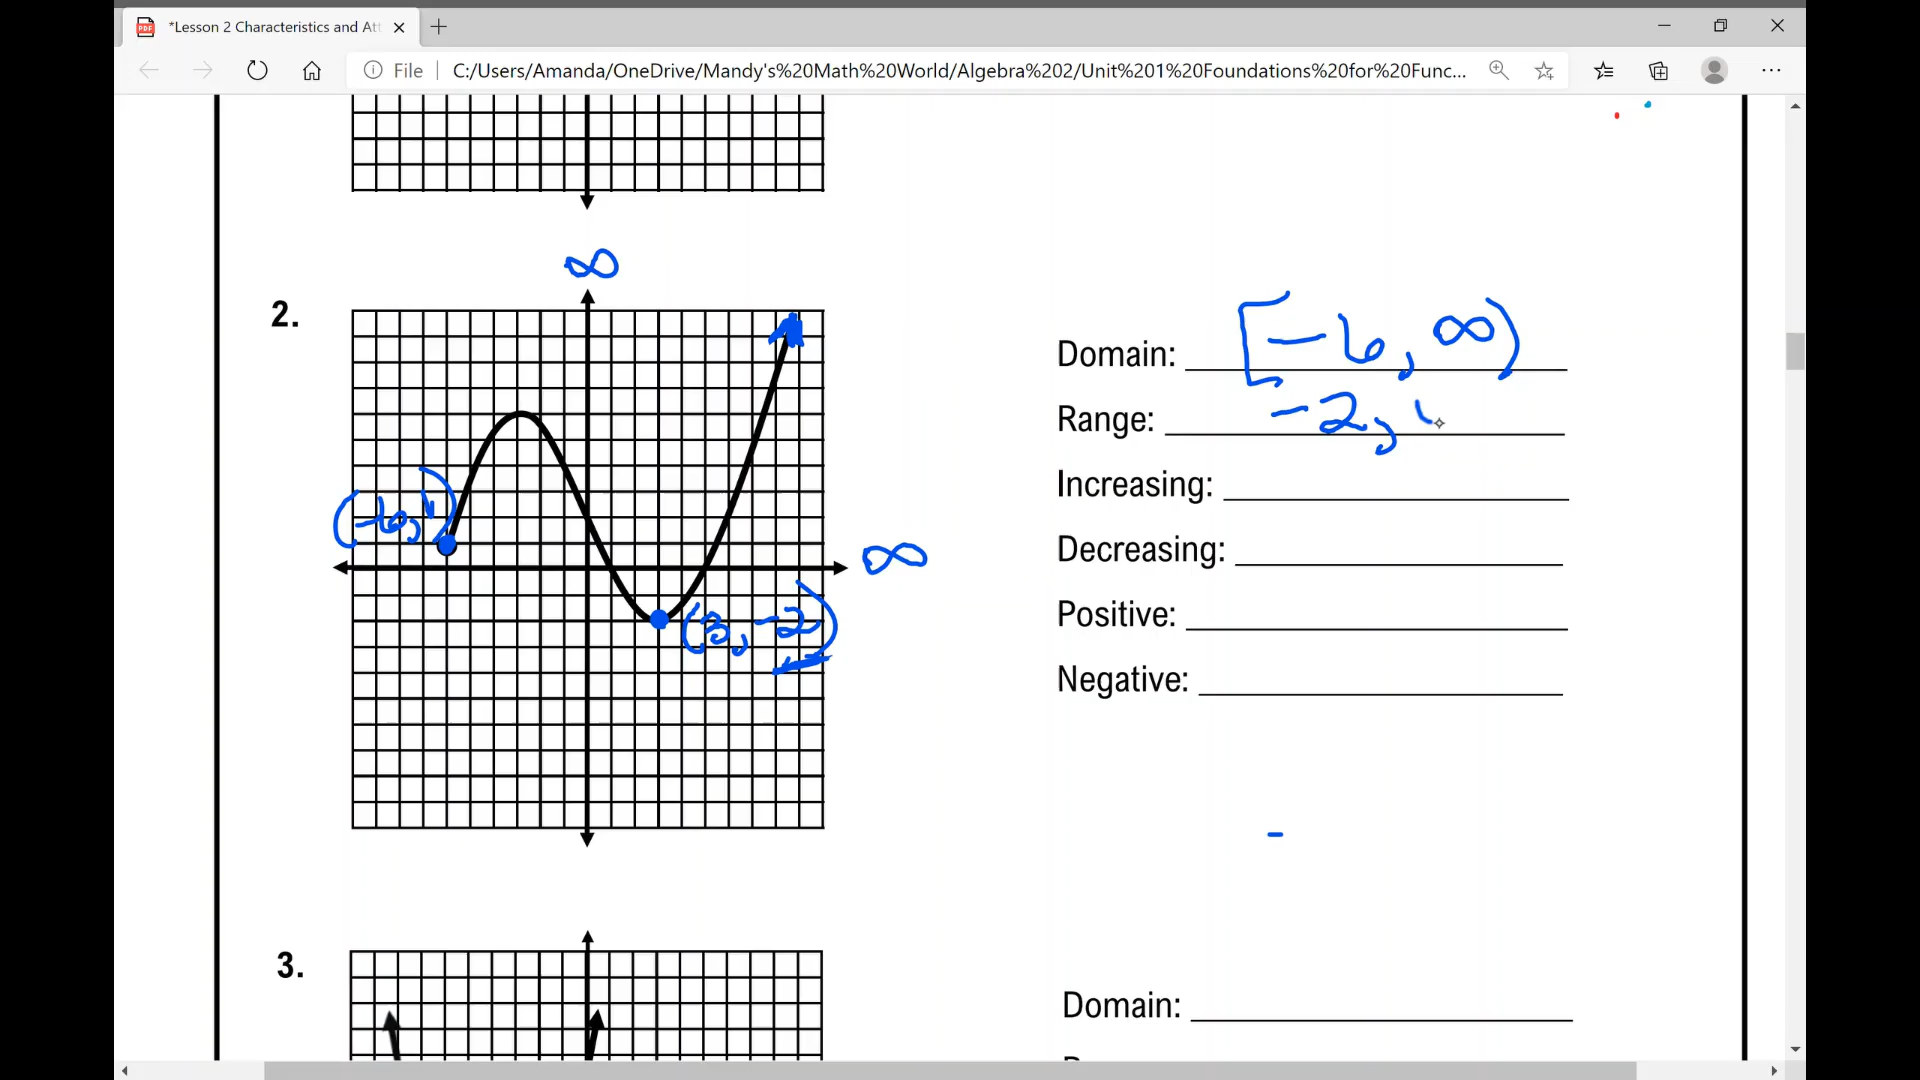 *Lesson 2 Characteristics and Att
File C:/Users/Amanda/OneDrive/Mandy's%20Math%20World/Algebra%202/Unit%201%20Foundations%20for%20Func...
∞
2.
Domain: [-6, ∞)
Range: -2,
Increasing:
(-6, 1)
Decreasing:
∞
Positive:
(3, -2)
Negative:
-
3.
Domain: